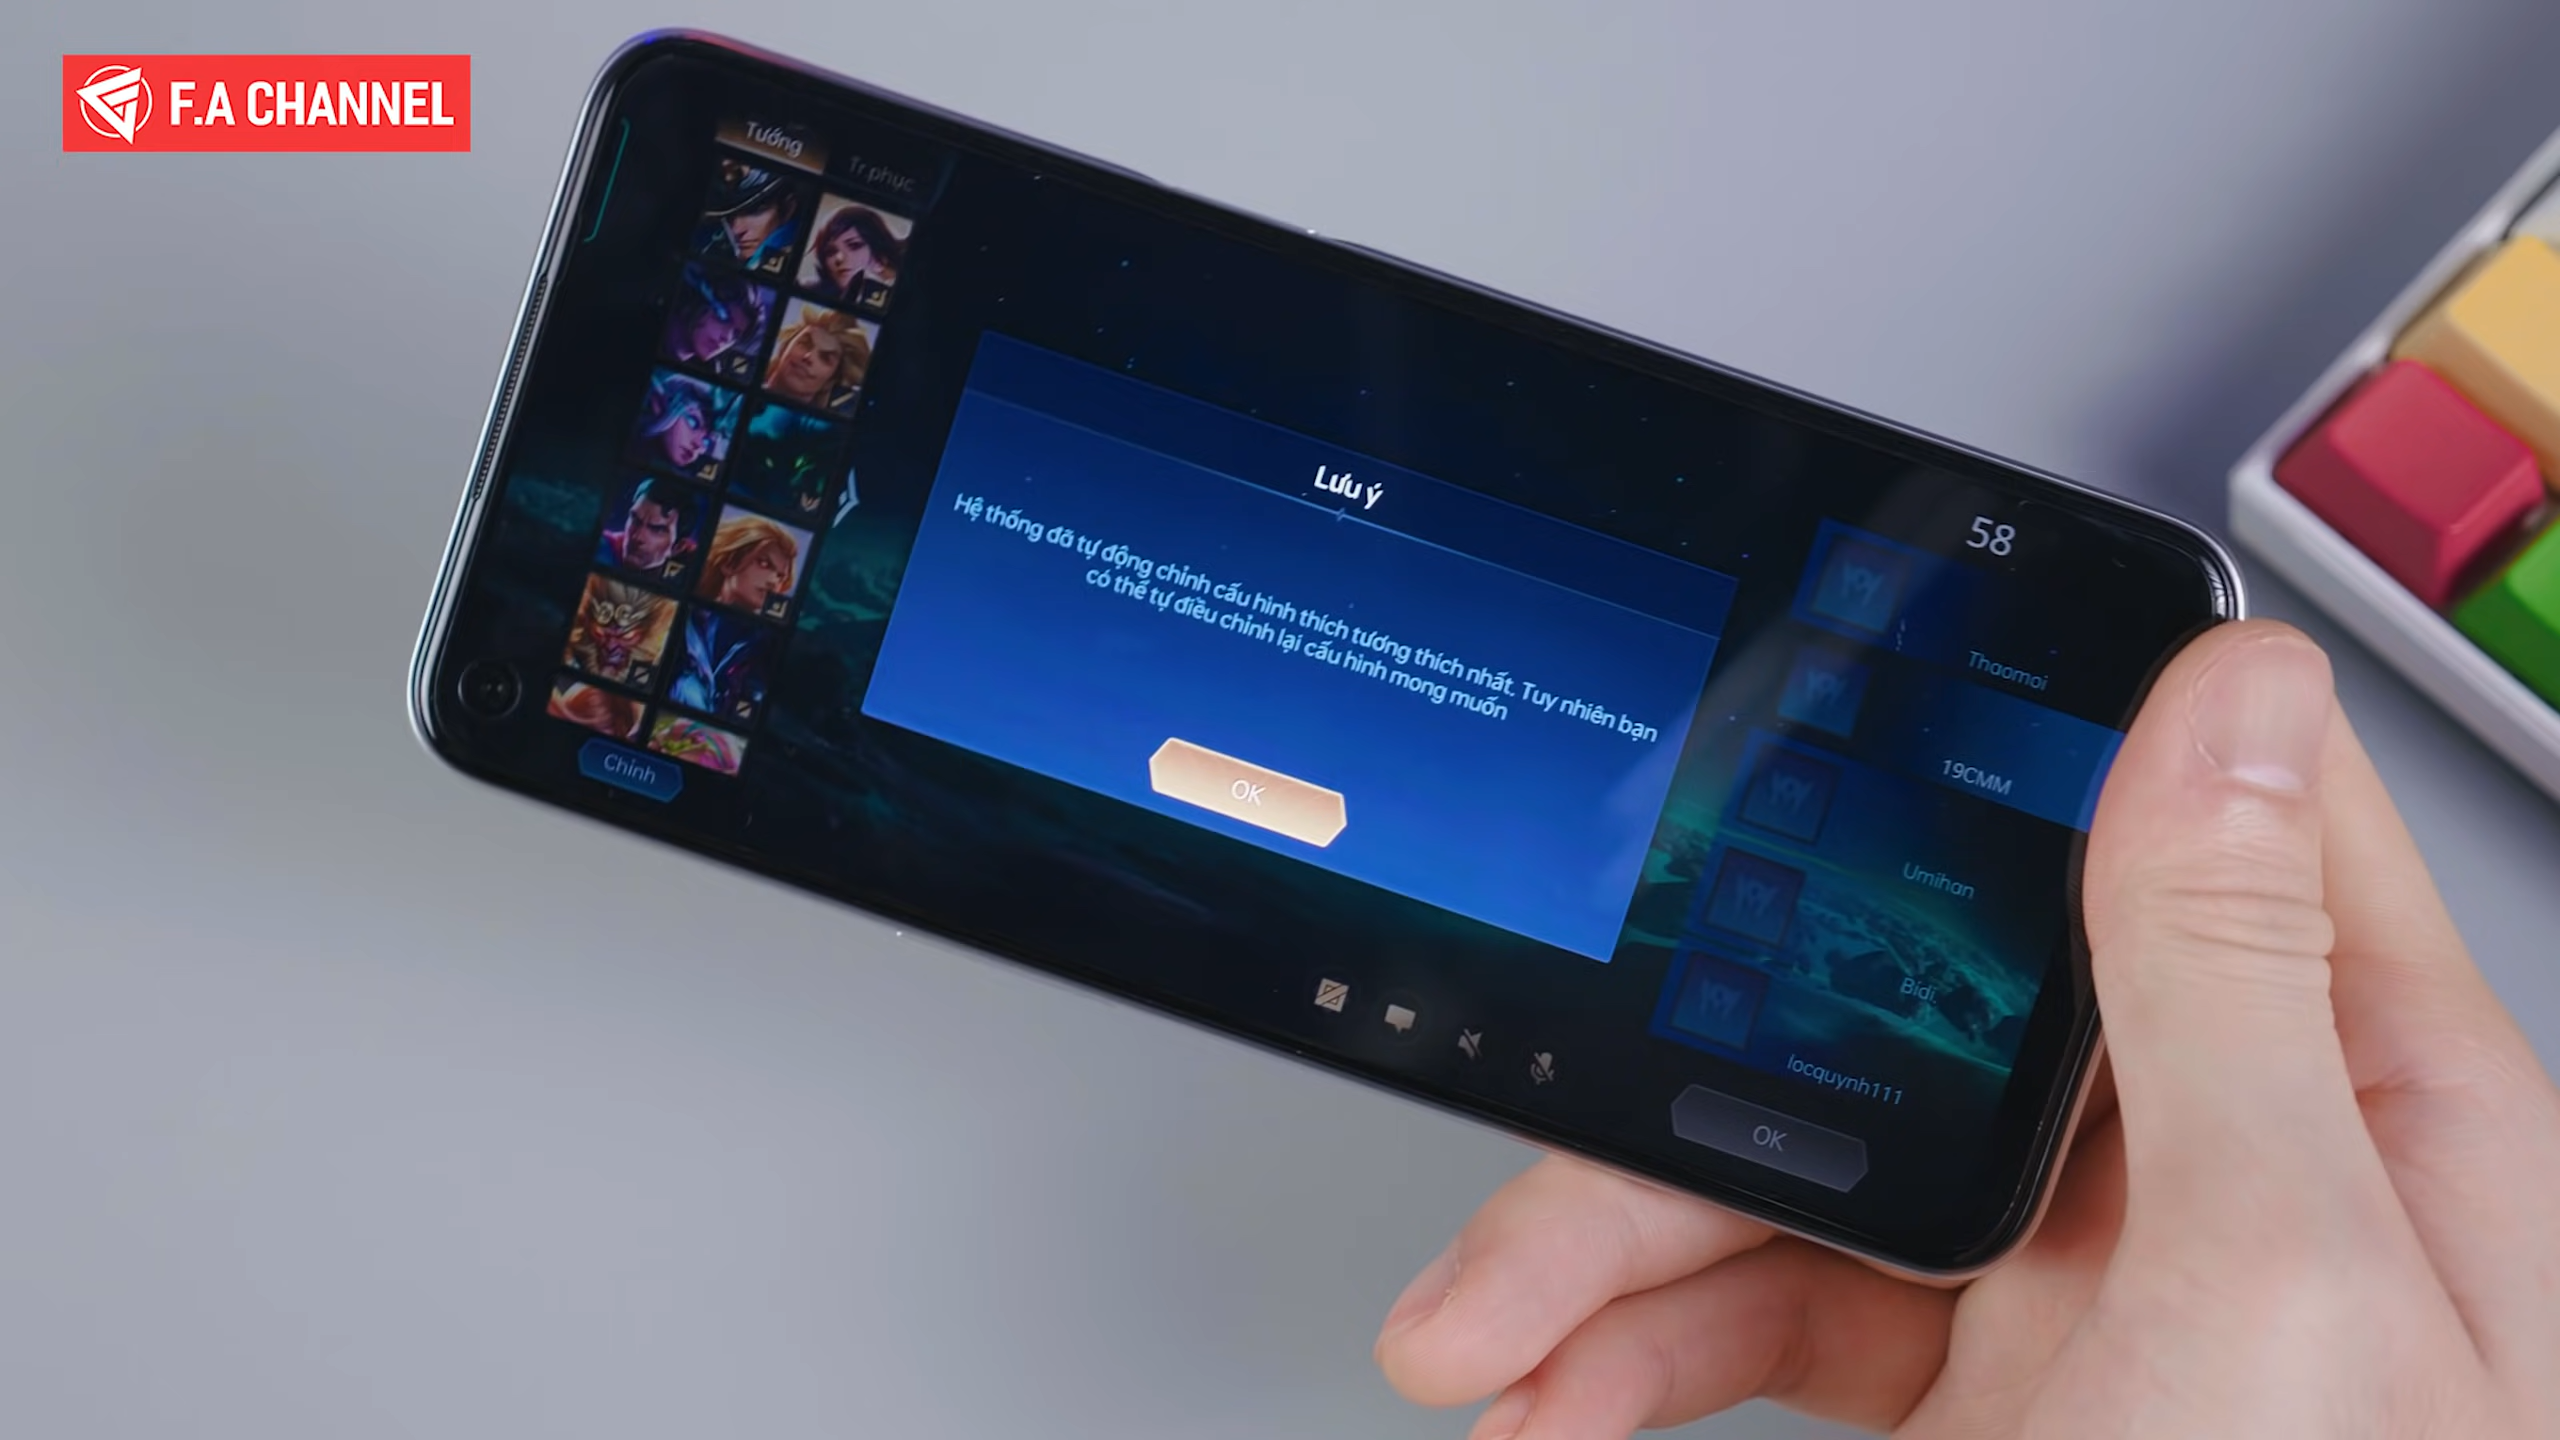 F.A CHANNEL
Tướng
Tr phục
Lưu ý
Hệ thống đã tự động chỉnh cấu hình thích tương thích nhất. Tuy nhiên bạn
có thể tự điều chỉnh lại cấu hình mong muốn
OK
Chính
58
Thaomoi
19CMM
Umihan
Bidi
locquynh111
OK